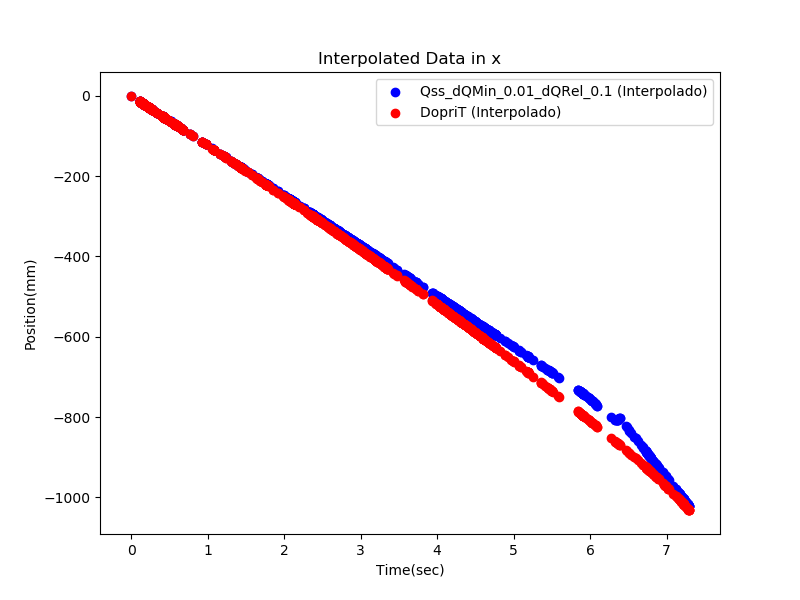 Interpolated Data in x
Qss_dQMin_0.01_dQRel_0.1 (Interpolado)
DopriT (Interpolado)
Position(mm)
0
−200
−400
−600
−800
−1000
0 1 2 3 4 5 6 7
Time(sec)